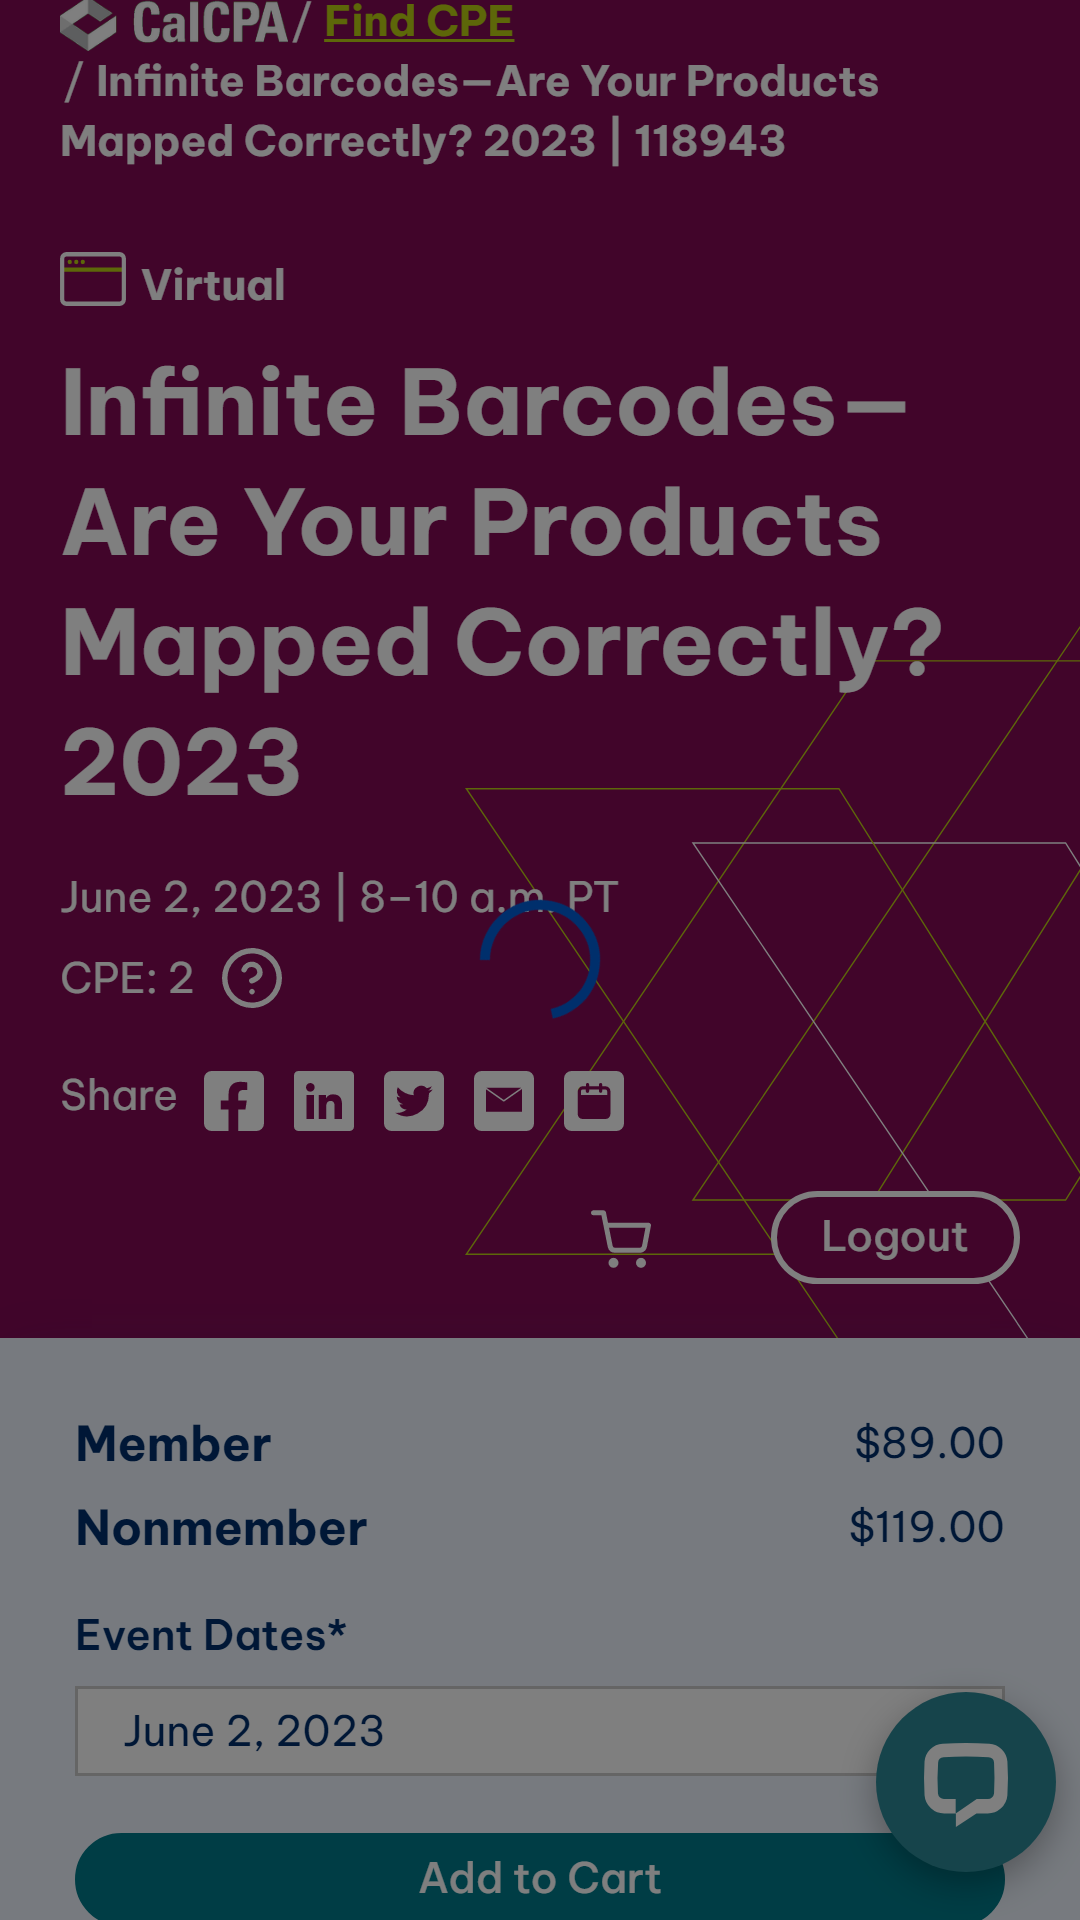 CalCPA / Find CPE
/ Infinite Barcodes—Are Your Products
Mapped Correctly? 2023 | 118943
Virtual
Infinite Barcodes—
Are Your Products
Mapped Correctly?
2023
June 2, 2023 | 8–10 a.m. PT
CPE: 2 ?
Share
Logout
Member $89.00
Nonmember $119.00
Event Dates*
June 2, 2023
Add to Cart